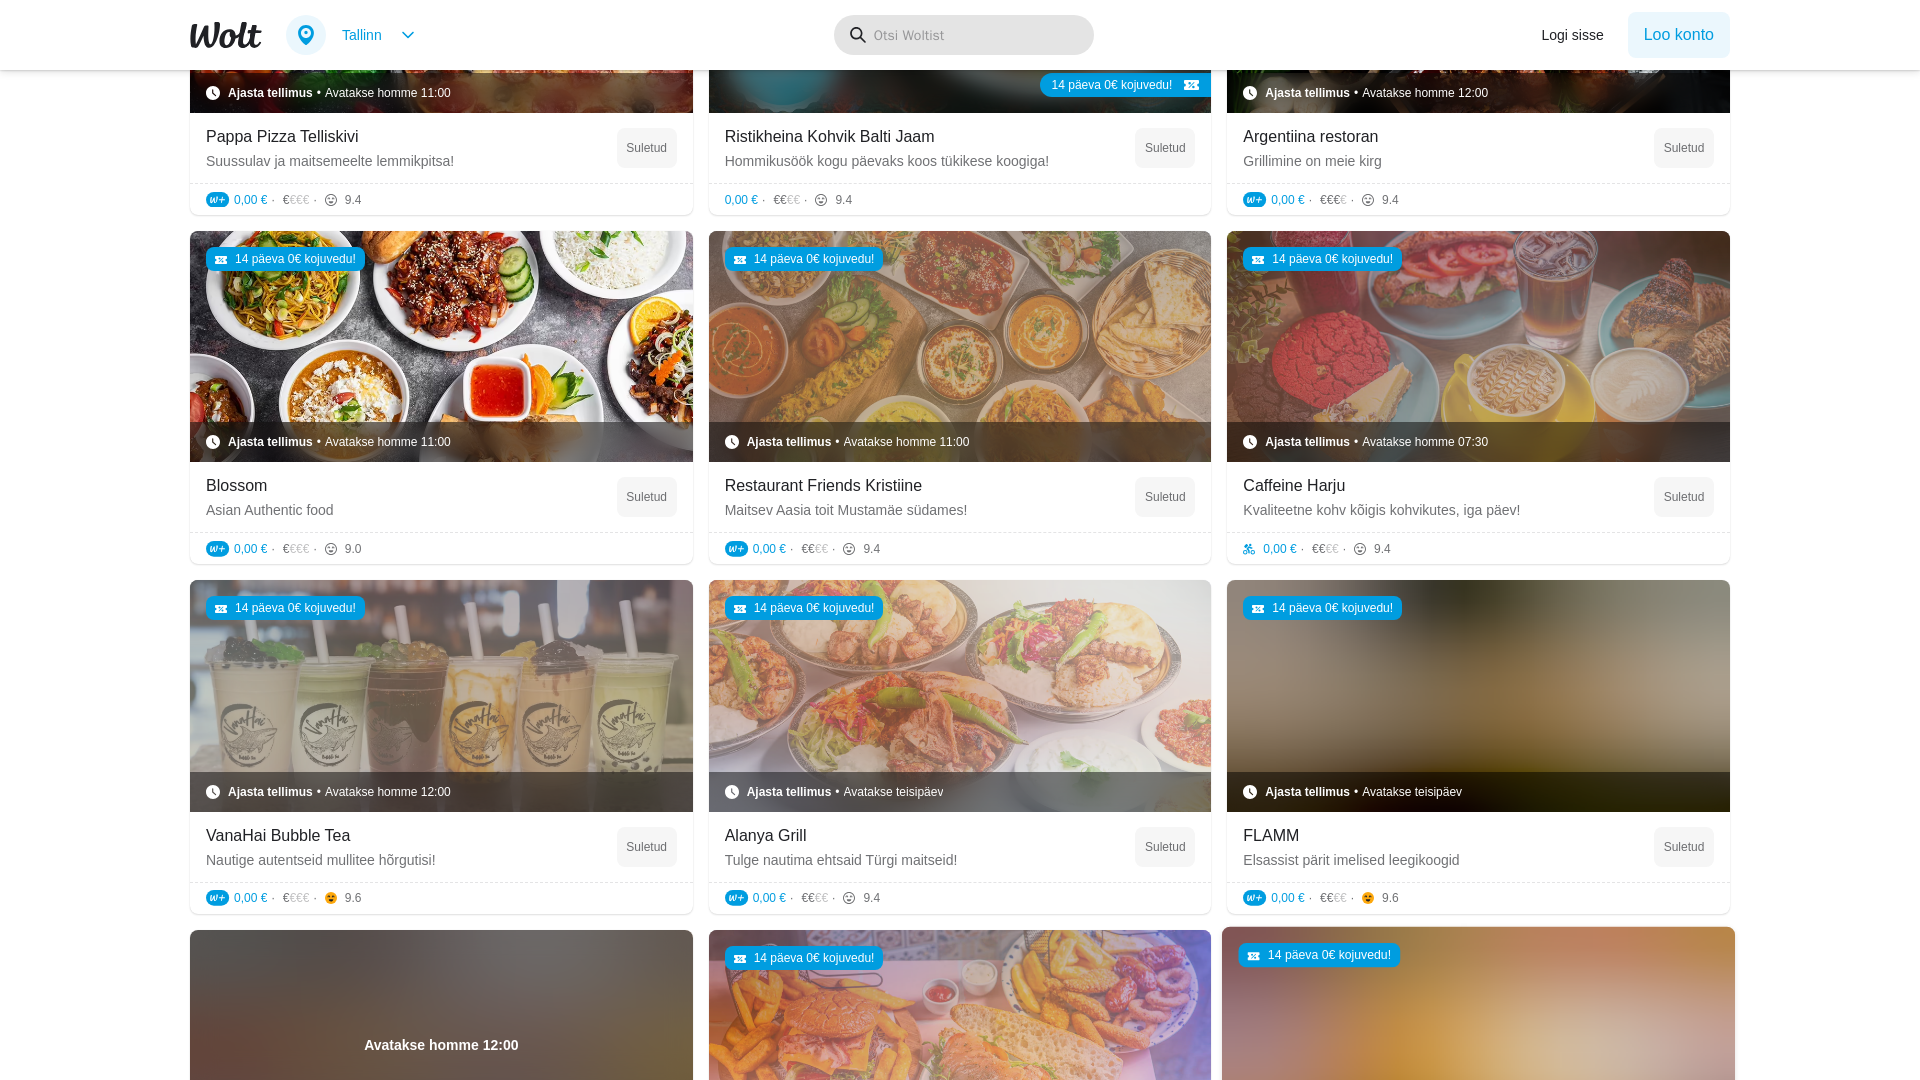 Wolt
Tallinn
Otsi Woltist
Logi sisse
Loo konto
Ajasta tellimus • Avatakse homme 11:00
Pappa Pizza Telliskivi
Suussulav ja maitsemeelte lemmikpitsa!
Suletud
W+ 0,00 € · €€€€ · 9.4
14 päeva 0€ kojuvedu!
Ristikheina Kohvik Balti Jaam
Hommikusöök kogu päevaks koos tükikese koogiga!
Suletud
0,00 € · €€€€ · 9.4
Ajasta tellimus • Avatakse homme 12:00
Argentiina restoran
Grillimine on meie kirg
Suletud
W+ 0,00 € · €€€€ · 9.4
14 päeva 0€ kojuvedu!
Ajasta tellimus • Avatakse homme 11:00
Blossom
Asian Authentic food
Suletud
W+ 0,00 € · €€€€ · 9.0
14 päeva 0€ kojuvedu!
Ajasta tellimus • Avatakse homme 11:00
Restaurant Friends Kristiine
Maitsev Aasia toit Mustamäe südames!
Suletud
W+ 0,00 € · €€€€ · 9.4
14 päeva 0€ kojuvedu!
Ajasta tellimus • Avatakse homme 07:30
Caffeine Harju
Kvaliteetne kohv kõigis kohvikutes, iga päev!
Suletud
0,00 € · €€€€ · 9.4
14 päeva 0€ kojuvedu!
VanaHai
VanaHai
VanaHai
VanaHai
VanaHai
Ajasta tellimus • Avatakse homme 12:00
VanaHai Bubble Tea
Nautige autentseid mullitee hõrgutisi!
Suletud
W+ 0,00 € · €€€€ · 9.6
14 päeva 0€ kojuvedu!
Ajasta tellimus • Avatakse teisipäev
Alanya Grill
Tulge nautima ehtsaid Türgi maitseid!
Suletud
W+ 0,00 € · €€€€ · 9.4
14 päeva 0€ kojuvedu!
Ajasta tellimus • Avatakse teisipäev
FLAMM
Elsassist pärit imelised leegikoogid
Suletud
W+ 0,00 € · €€€€ · 9.6
Avatakse homme 12:00
14 päeva 0€ kojuvedu!
14 päeva 0€ kojuvedu!